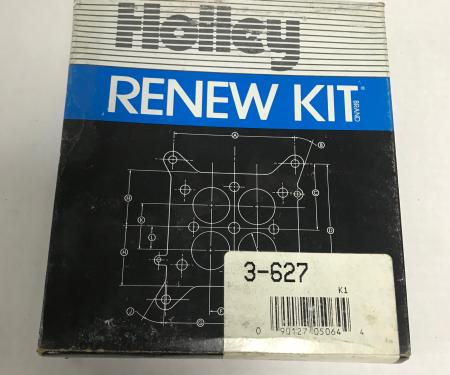 Holley
RENEW KIT
BRAND
A
B
H
C
K
D
L
N
J
G
F
3-627
K1
0 90127 05064 4